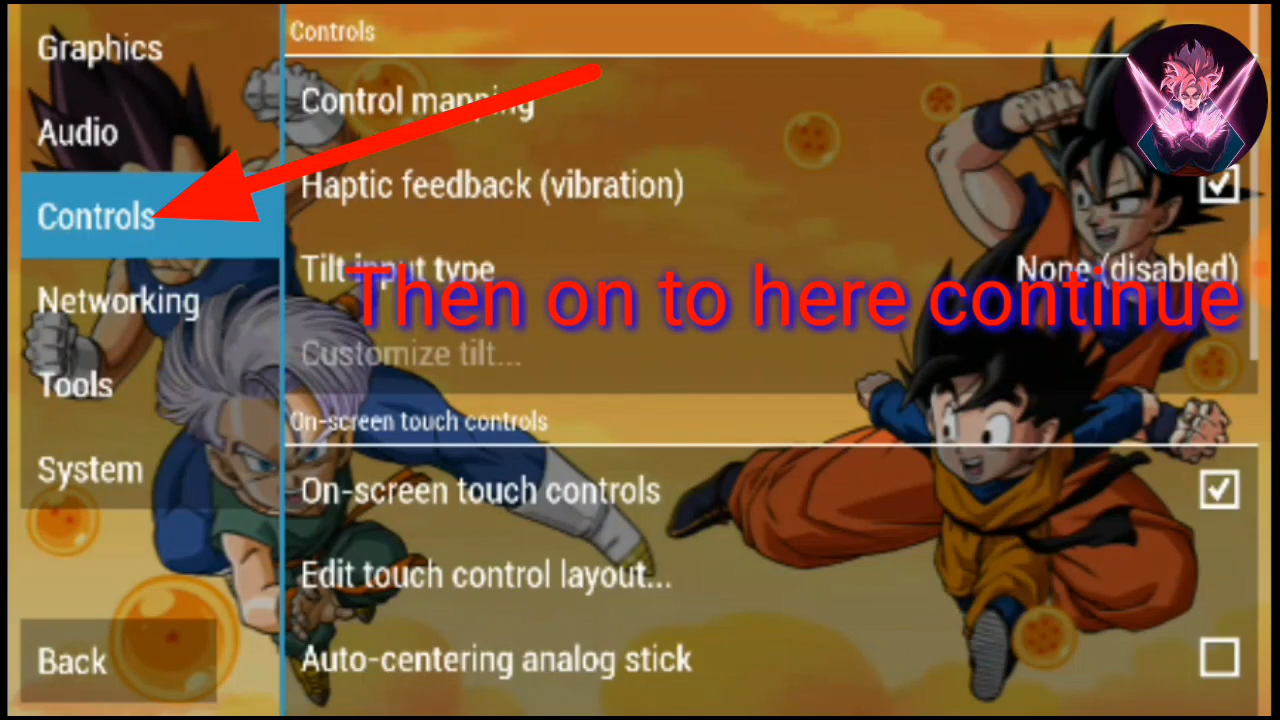 Graphics
Audio
Controls
Networking
Tools
System
Back
Controls
Control mapping
Haptic feedback (vibration)
Tilt input type
None (disabled)
Then on to here continue
Customize tilt...
On-screen touch controls
On-screen touch controls
Edit touch control layout...
Auto-centering analog stick